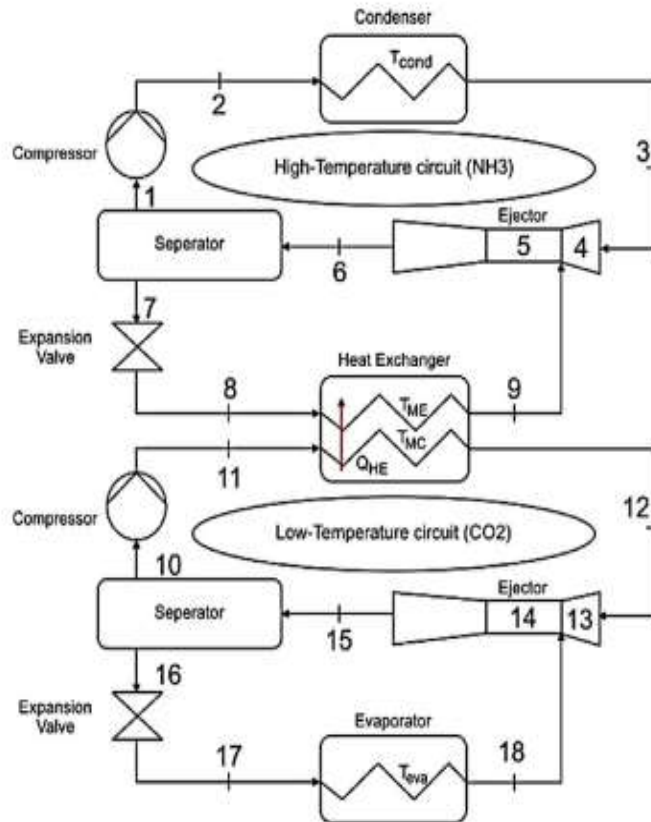 Condenser
Tcond
2
Compressor
High-Temperature circuit (NH3)
3
1
Ejector
Seperator
5
4
6
7
Expansion
Valve
Heat Exchanger
8
TME
9
TMC
11
QHE
Compressor
Low-Temperature circuit (CO2)
12
10
Ejector
Seperator
14
13
15
16
Expansion
Valve
Evaporator
17
Teva
18